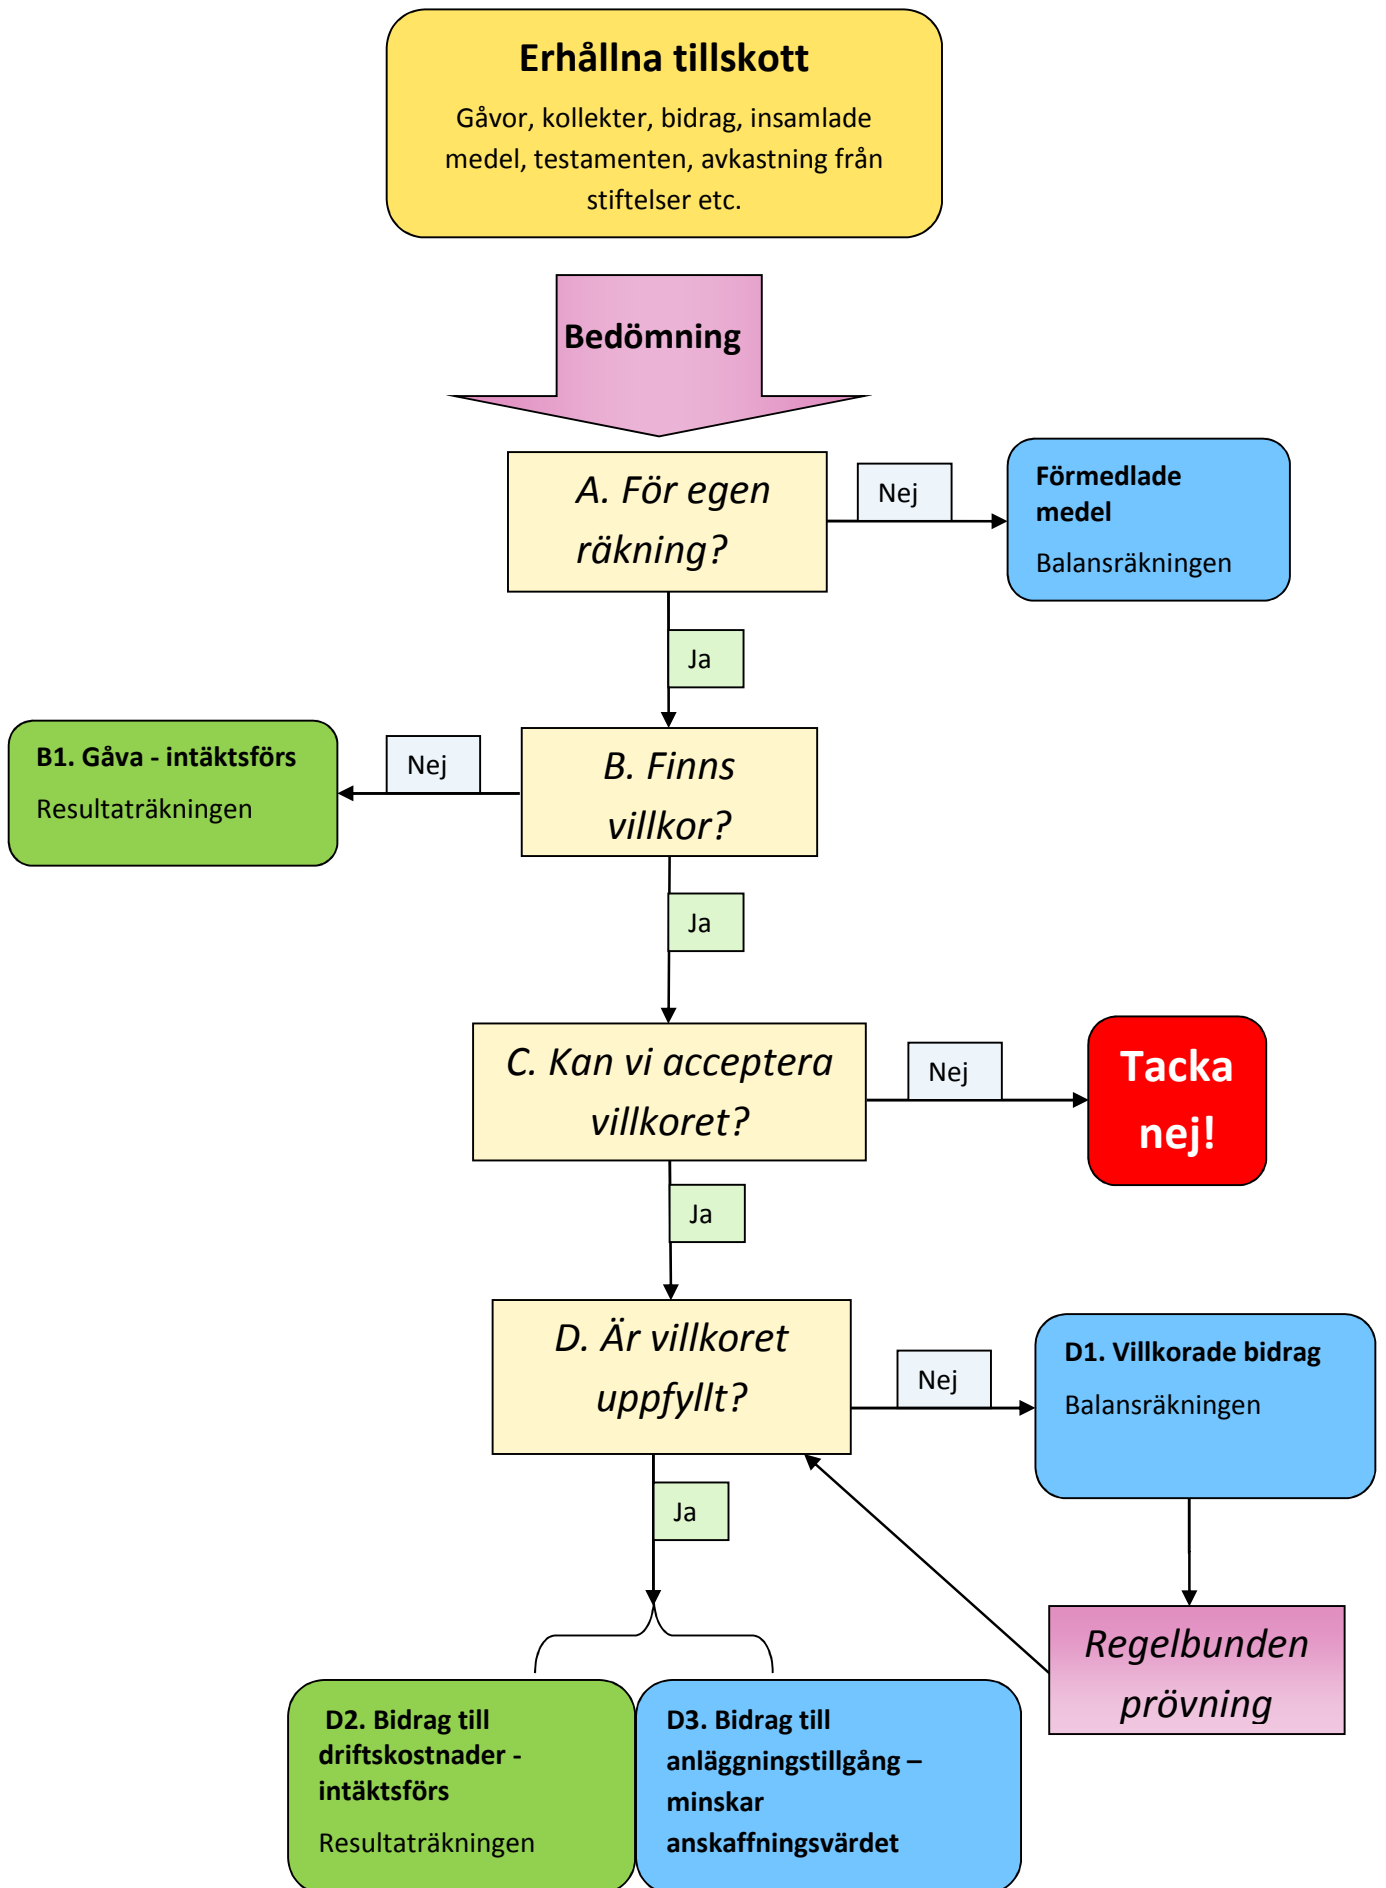 Erhållna tillskott
Gåvor, kollekter, bidrag, insamlade
medel, testamenten, avkastning från
stiftelser etc.
Bedömning
A. För egen
räkning?
Nej
Förmedlade
medel
Balansräkningen
Ja
B1. Gåva - intäktsförs
Resultaträkningen
Nej
B. Finns
villkor?
Ja
C. Kan vi acceptera
villkoret?
Nej
Tacka
nej!
Ja
D. Är villkoret
uppfyllt?
Nej
D1. Villkorade bidrag
Balansräkningen
Ja
Regelbunden
prövning
D2. Bidrag till
driftskostnader -
intäktsförs
Resultaträkningen
D3. Bidrag till
anläggningstillgång –
minskar
anskaffningsvärdet